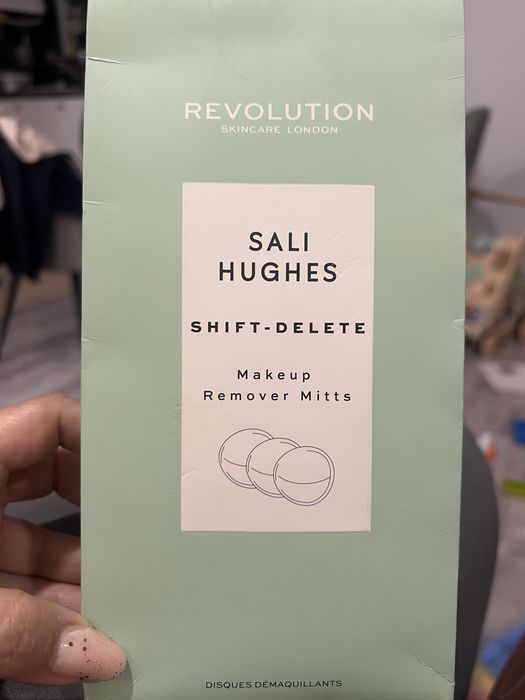 REVOLUTION
SKINCARE LONDON
SALI
HUGHES
SHIFT-DELETE
Makeup
Remover Mitts
DISQUES DÉMAQUILLANTS